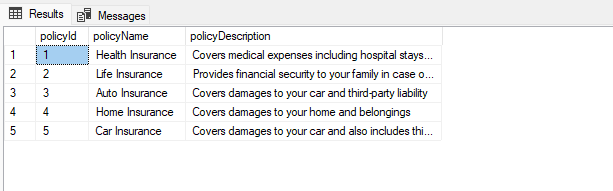 Results Messages
policyId policyName policyDescription
1 1 Health Insurance Covers medical expenses including hospital stays...
2 2 Life Insurance Provides financial security to your family in case o...
3 3 Auto Insurance Covers damages to your car and third-party liability
4 4 Home Insurance Covers damages to your home and belongings
5 5 Car Insurance Covers damages to your car and also includes thi...